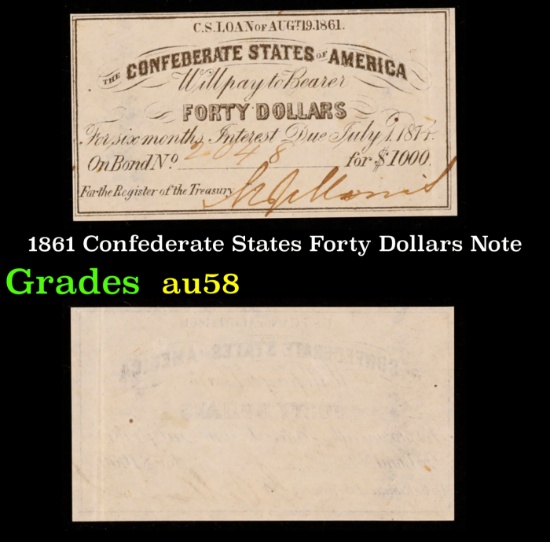 C.S. LOAN OF AUGT. 19. 1861.
THE CONFEDERATE STATES OF AMERICA
Will pay to Bearer
FORTY DOLLARS
For six months Interest Due July 1. 1877.
On Bond No. 2048 for $1000.
For the Register of the Treasury
1861 Confederate States Forty Dollars Note
Grades au58